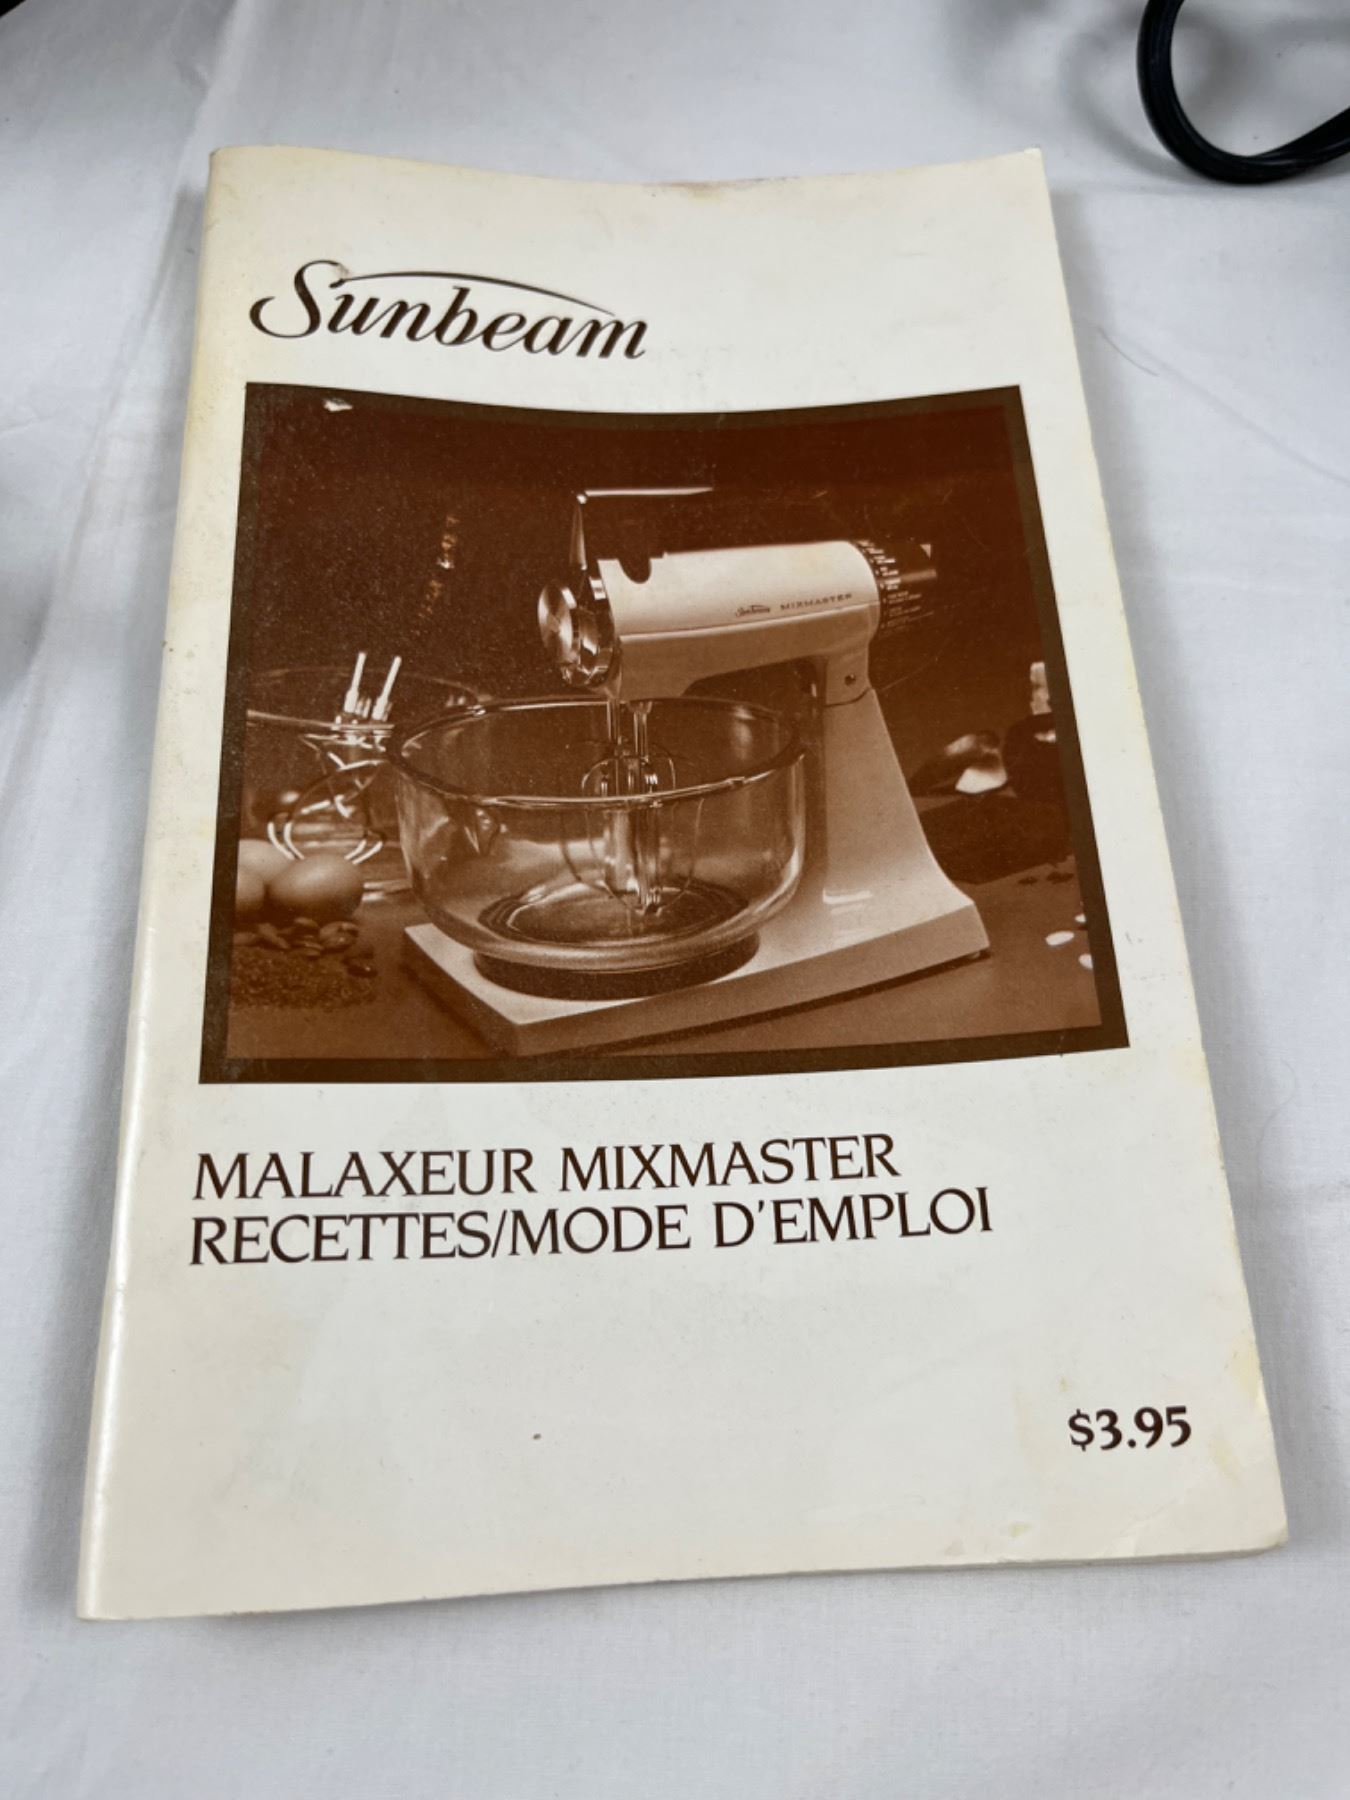 Sunbeam
Sunbeam MIXMASTER
MALAXEUR MIXMASTER
RECETTES/MODE D'EMPLOI
$3.95